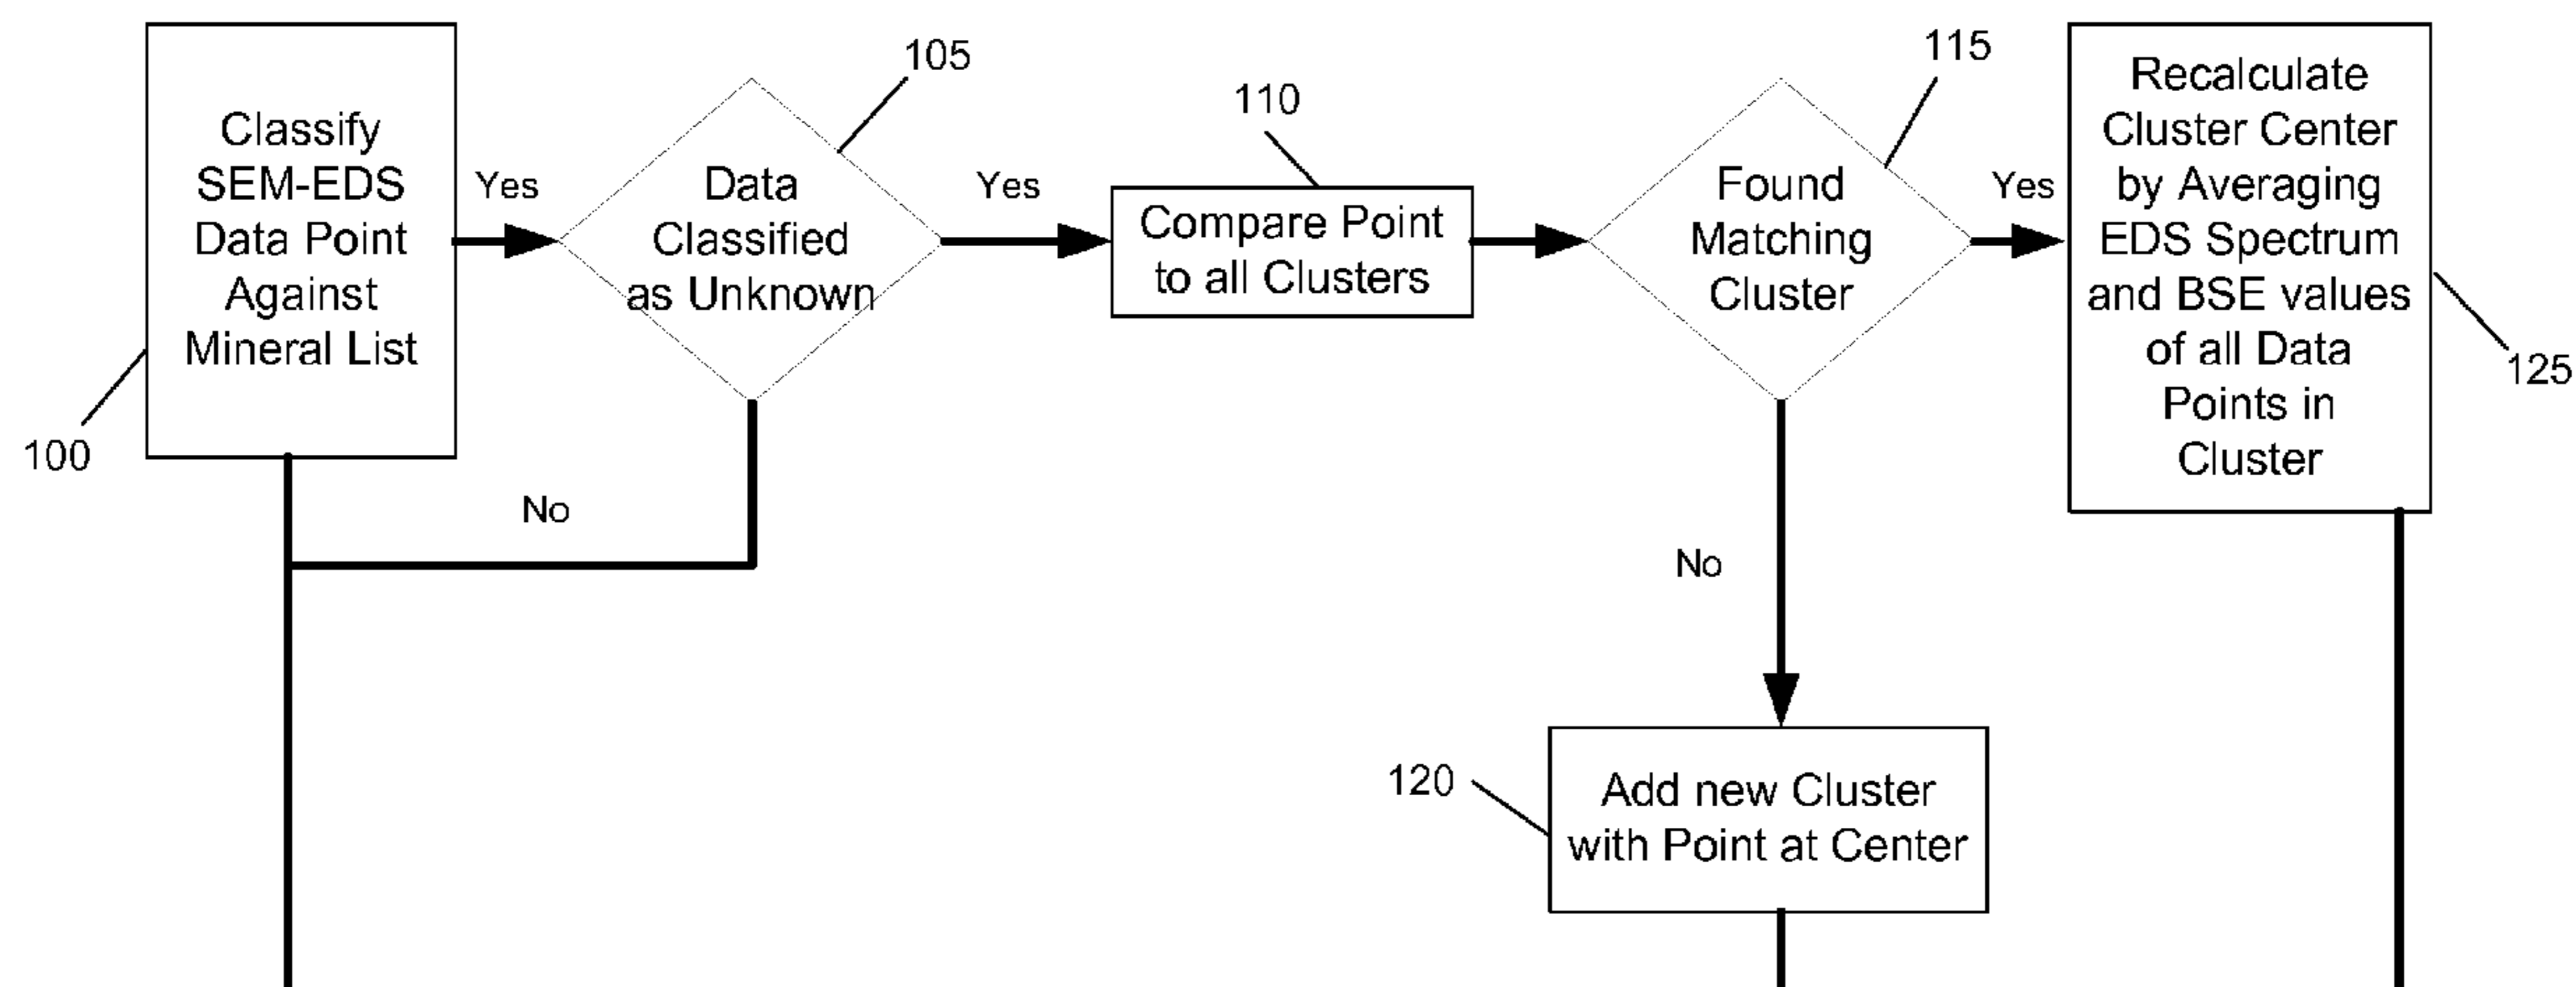 100
Classify
SEM-EDS
Data Point
Against
Mineral List
Yes
105
Data
Classified
as Unknown
No
Yes
110
Compare Point
to all Clusters
115
Found
Matching
Cluster
No
120
Add new Cluster
with Point at Center
Yes
Recalculate
Cluster Center
by Averaging
EDS Spectrum
and BSE values
of all Data
Points in
Cluster
125